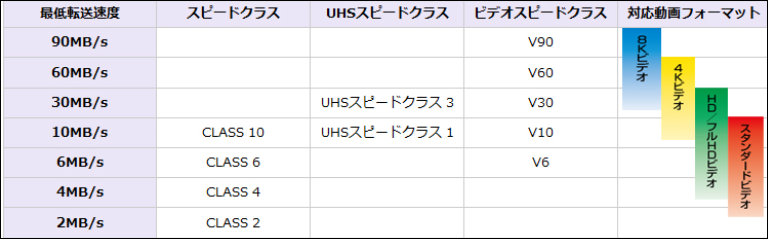 最低転送速度 スピードクラス UHSスピードクラス ビデオスピードクラス 対応動画フォーマット
90MB/s V90
60MB/s V60
30MB/s UHSスピードクラス 3 V30
10MB/s CLASS 10 UHSスピードクラス 1 V10
6MB/s CLASS 6 V6
4MB/s CLASS 4
2MB/s CLASS 2
8Kビデオ
4Kビデオ
HD/フルHDビデオ
スタンダードビデオ